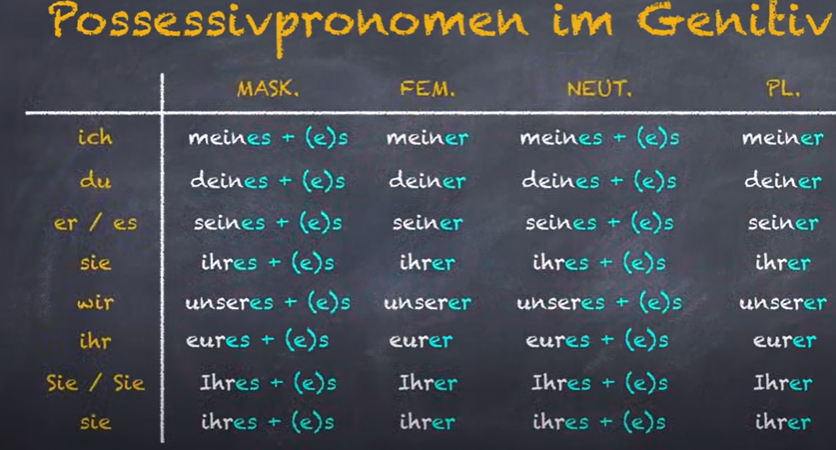 Possessivpronomen im Genitiv
MASK. FEM. NEUT. PL.
ich meines + (e)s meiner meines + (e)s meiner
du deines + (e)s deiner deines + (e)s deiner
er / es seines + (e)s seiner seines + (e)s seiner
sie ihres + (e)s ihrer ihres + (e)s ihrer
wir unseres + (e)s unserer unseres + (e)s unserer
ihr eures + (e)s eurer eures + (e)s eurer
Sie / Sie Ihres + (e)s Ihrer Ihres + (e)s Ihrer
sie ihres + (e)s ihrer ihres + (e)s ihrer